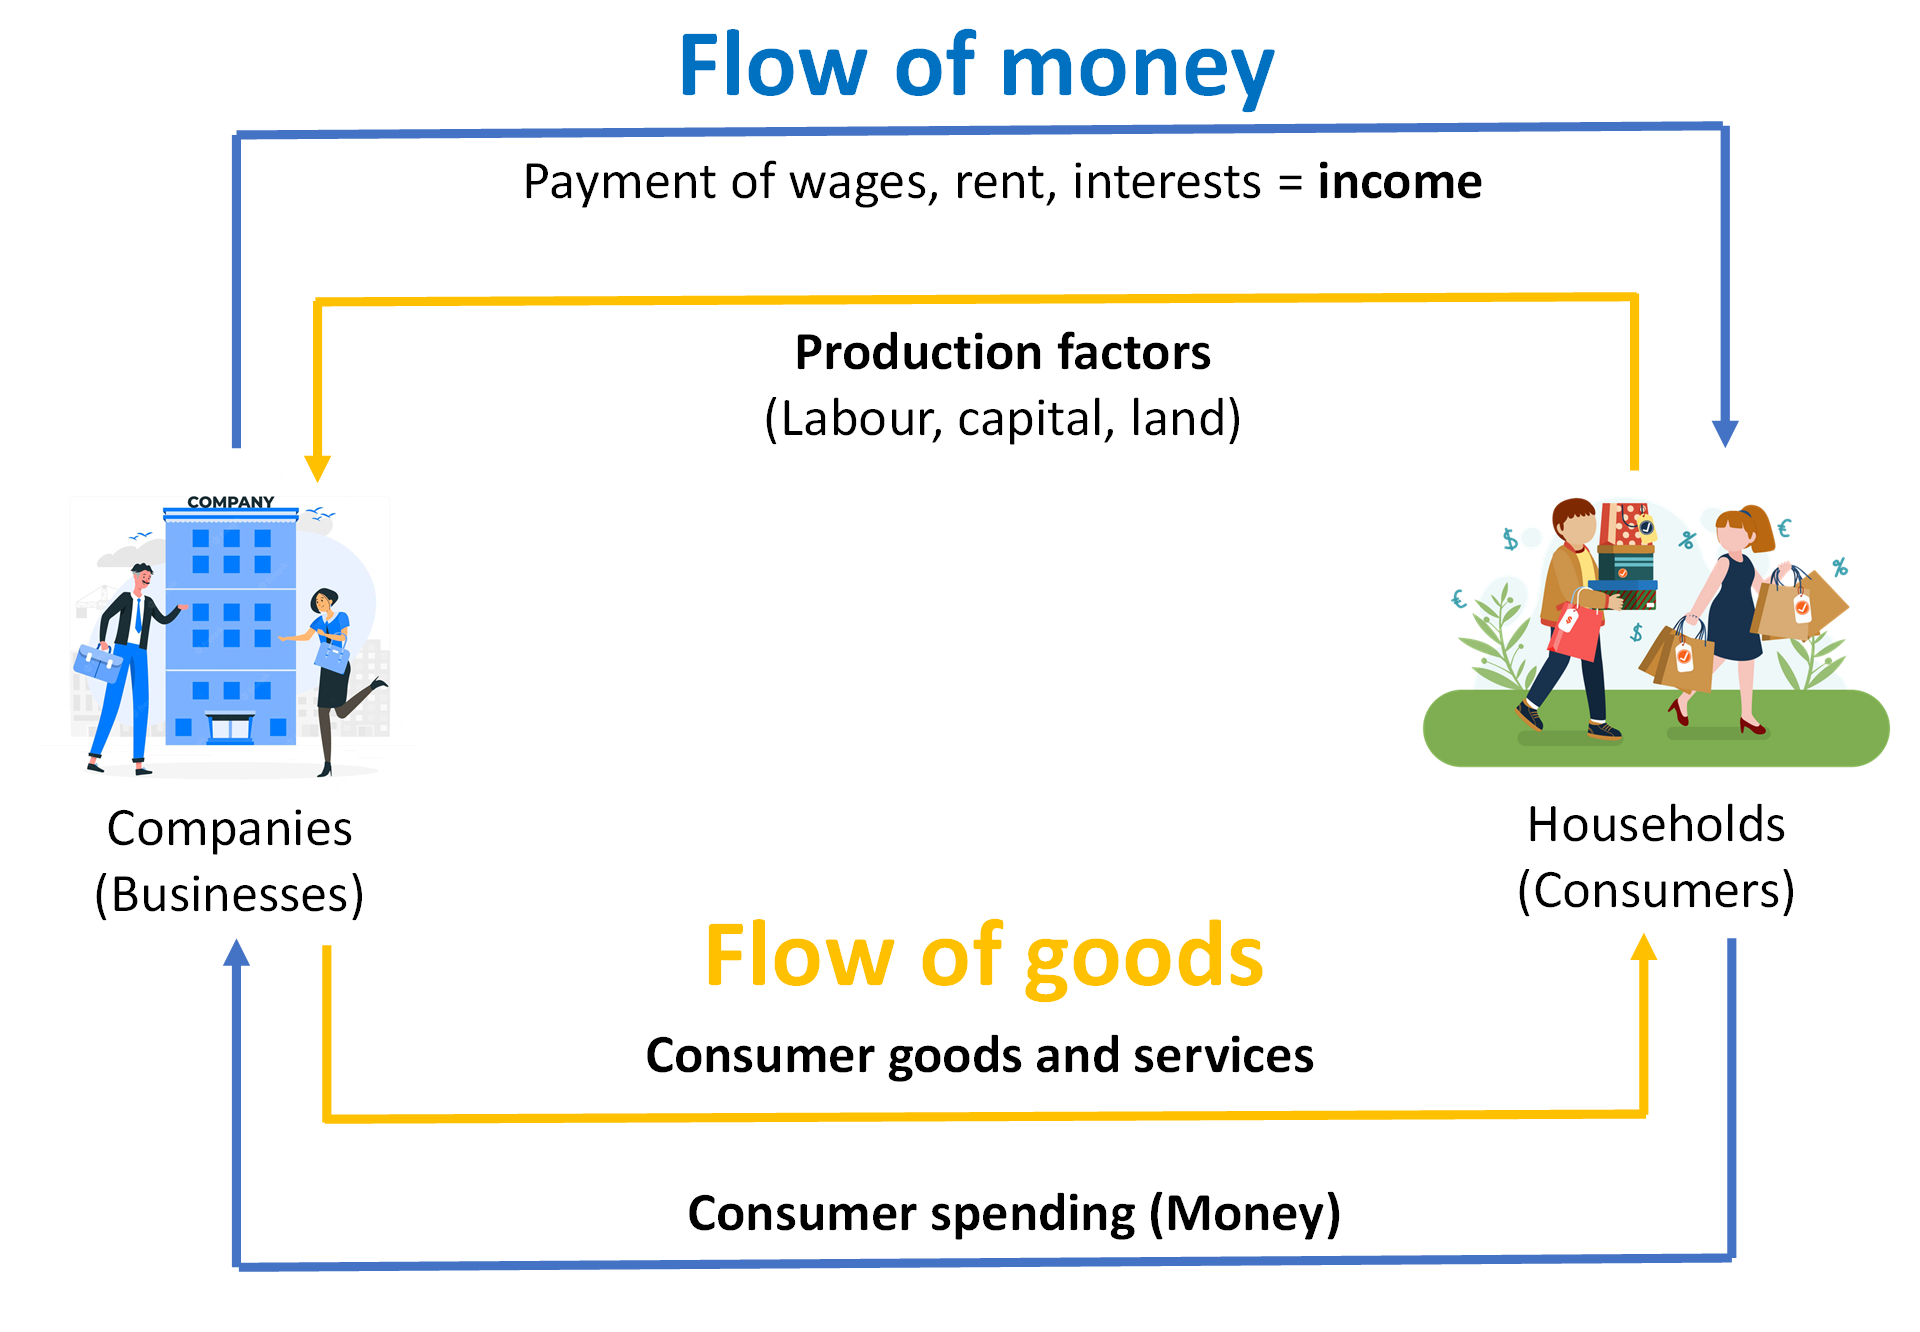 Flow of money
Payment of wages, rent, interests = income
Production factors
(Labour, capital, land)
COMPANY
$
€
%
€
%
$
$
Companies
(Businesses)
Households
(Consumers)
Flow of goods
Consumer goods and services
Consumer spending (Money)